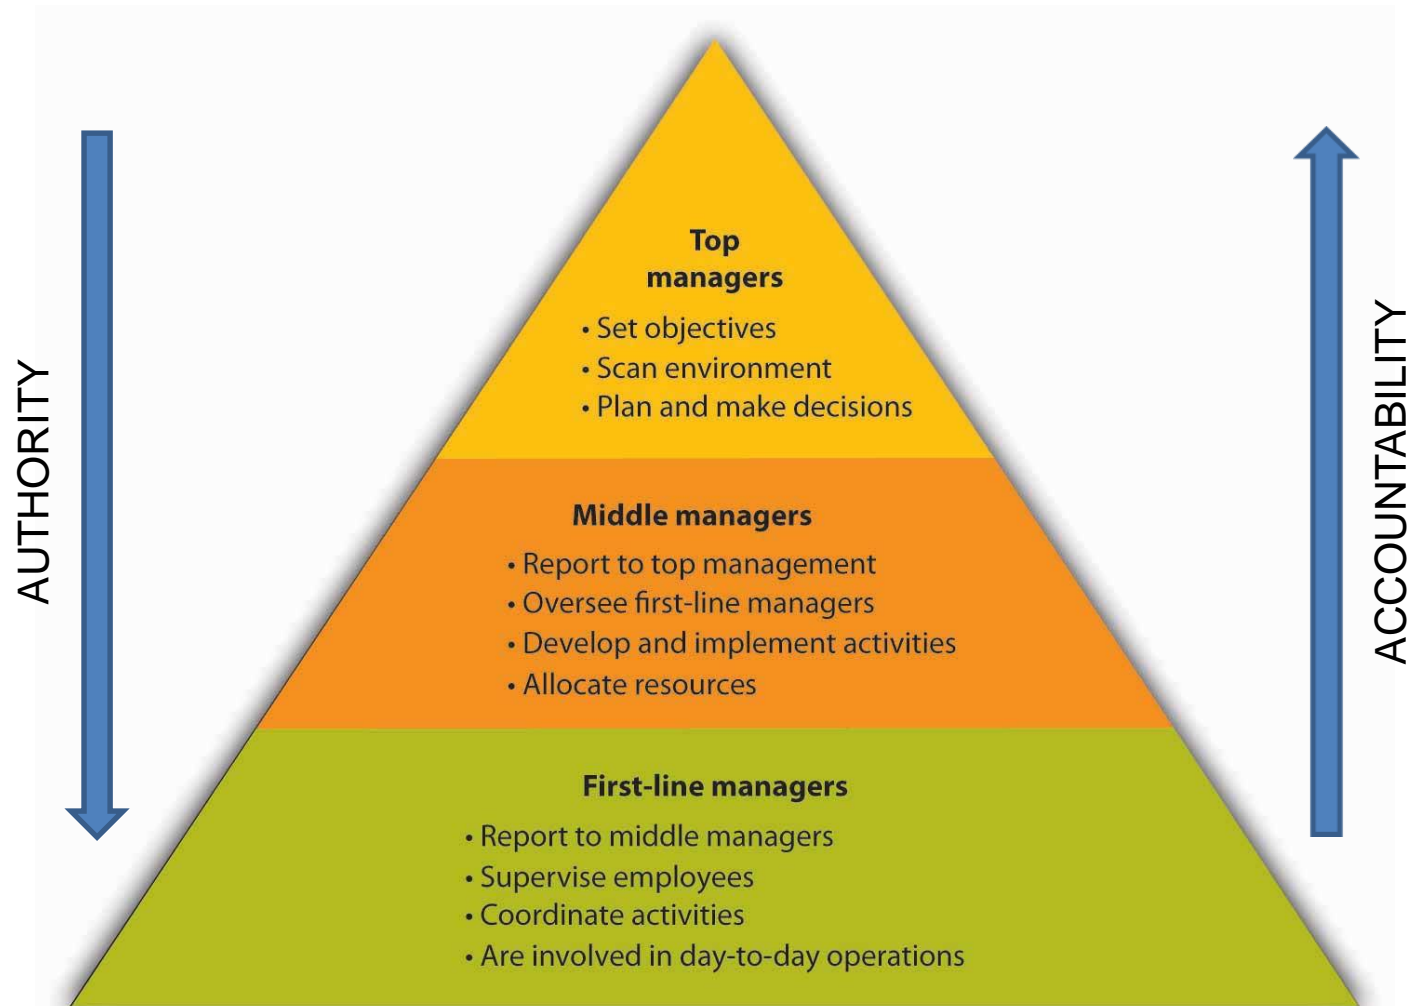 AUTHORITY
Top
managers
• Set objectives
• Scan environment
• Plan and make decisions
Middle managers
• Report to top management
• Oversee first-line managers
• Develop and implement activities
• Allocate resources
First-line managers
• Report to middle managers
• Supervise employees
• Coordinate activities
• Are involved in day-to-day operations
ACCOUNTABILITY